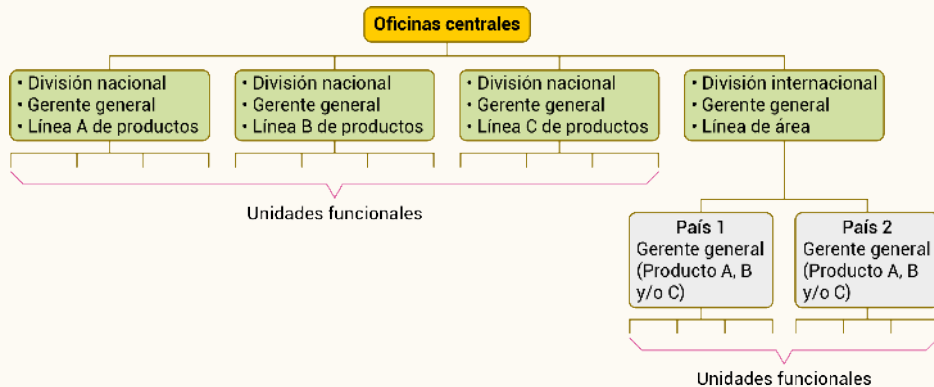 Oficinas centrales
• División nacional
• Gerente general
• Línea A de productos
• División nacional
• Gerente general
• Línea B de productos
• División nacional
• Gerente general
• Línea C de productos
• División internacional
• Gerente general
• Línea de área
Unidades funcionales
País 1
Gerente general
(Producto A, B
y/o C)
País 2
Gerente general
(Producto A, B
y/o C)
Unidades funcionales